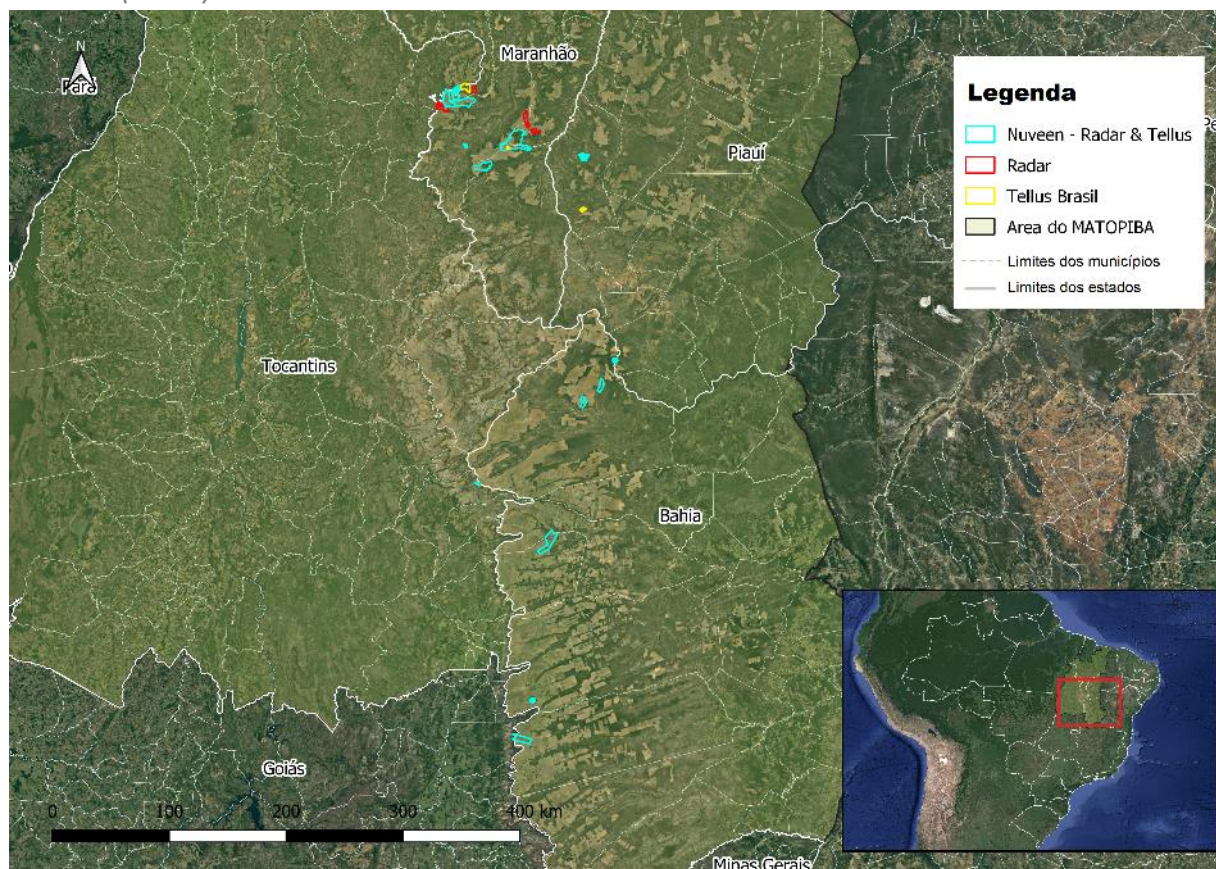 N
Pará
Maranhão
Piauí
Tocantins
Bahia
Goiás
Minas Gerais
Legenda
Nuveen - Radar & Tellus
Radar
Tellus Brasil
Area do MATOPIBA
Limites dos municípios
Limites dos estados
0 100 200 300 400 km